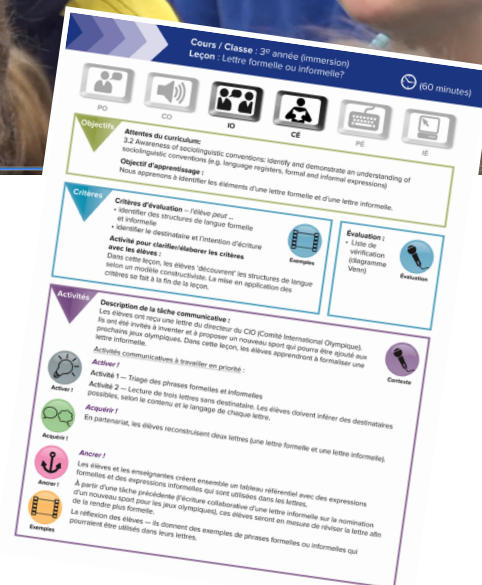 Cours / Classe : 3e année (immersion)
Leçon : Lettre formelle ou informelle?
(60 minutes)
PO
CO
IO
CÉ
PÉ
IÉ
Objectifs
Attentes du curriculum:
3.2 Awareness of sociolinguistic conventions: identify and demonstrate an understanding of
sociolinguistic conventions (e.g. language registers, formal and informal expressions)
Objectif d'apprentissage :
Nous apprenons à identifier les éléments d'une lettre formelle et d'une lettre informelle.
Critères
Critères d'évaluation – l'élève peut ...
• identifier des structures de langue formelle
et informelle
• identifier le destinataire et l'intention d'écriture
Activité pour clarifier/élaborer les critères
avec les élèves :
Dans cette leçon, les élèves 'découvrent' les structures de langue
selon un modèle constructiviste. La mise en application des
critères se fait à la fin de la leçon.
Exemples
Évaluation :
• Liste de
vérification
(diagramme
Venn)
Évaluation
Activités
Description de la tâche communicative :
Les élèves ont reçu une lettre du directeur du CIO (Comité International Olympique).
Ils ont été invités à inventer et à proposer un nouveau sport qui pourra être ajouté aux
prochains jeux olympiques. Dans cette leçon, les élèves apprendront à formaliser une
lettre informelle.
Contexte
Activités communicatives à travailler en priorité :
Activer !
Activité 1 — Triage des phrases formelles et informelles
Activité 2 — Lecture de trois lettres sans destinataire. Les élèves doivent inférer des destinataires
possibles, selon le contenu et le langage de chaque lettre.
Activer !
Acquérir !
En partenariat, les élèves reconstruisent deux lettres (une lettre formelle et une lettre informelle).
Acquérir !
Ancrer !
Les élèves et les enseignantes créent ensemble un tableau référentiel avec des expressions
formelles et des expressions informelles qui sont utilisées dans les lettres.
Ancrer !
À partir d'une tâche précédente (l'écriture collaborative d'une lettre informelle sur la nomination
d'un nouveau sport pour les jeux olympiques), ces élèves seront en mesure de réviser la lettre afin
de la rendre plus formelle.
La réflexion des élèves — ils donnent des exemples de phrases formelles ou informelles qui
pourraient être utilisés dans leurs lettres.
Exemples